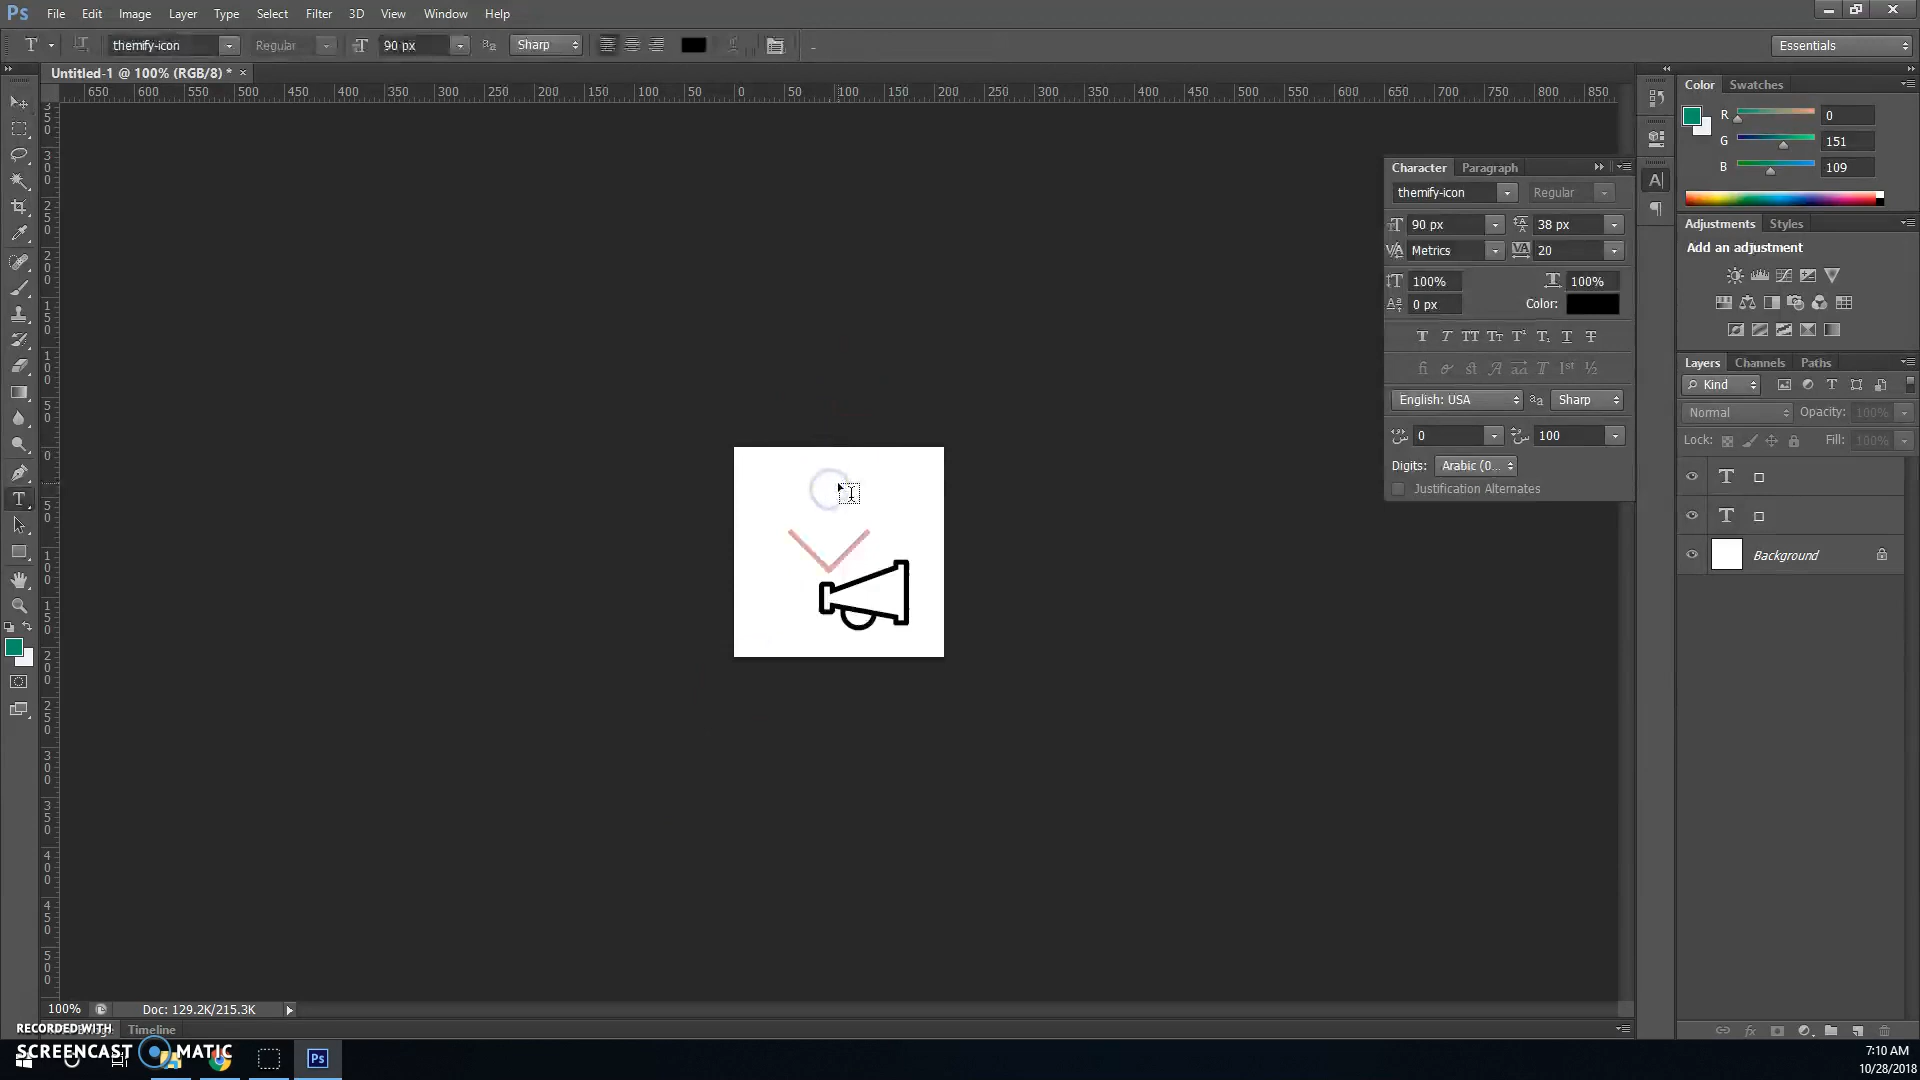 Ps File Edit Image Layer Type Select Filter 3D View Window Help
T themify-icon Regular 90 px Sharp Essentials
Untitled-1 @ 100% (RGB/8) * ×
650 600 550 500 450 400 350 300 250 200 150 100 50 0 50 100 150 200 250 300 350 400 450 500 550 600 650 700 750 800 850
Color Swatches
R 0
G 151
B 109
Character Paragraph
themify-icon Regular
90 px 38 px
Metrics 20
100% 100%
0 px Color:
English: USA Sharp
0 100
Digits: Arabic (0...
Justification Alternates
Adjustments Styles
Add an adjustment
Layers Channels Paths
Kind
Normal Opacity: 100%
Lock: Fill: 100%
T
T
Background
100% Doc: 129.2K/215.3K
Timeline
RECORDED WITH
SCREENCAST MATIC
Ps
7:10 AM
10/28/2018